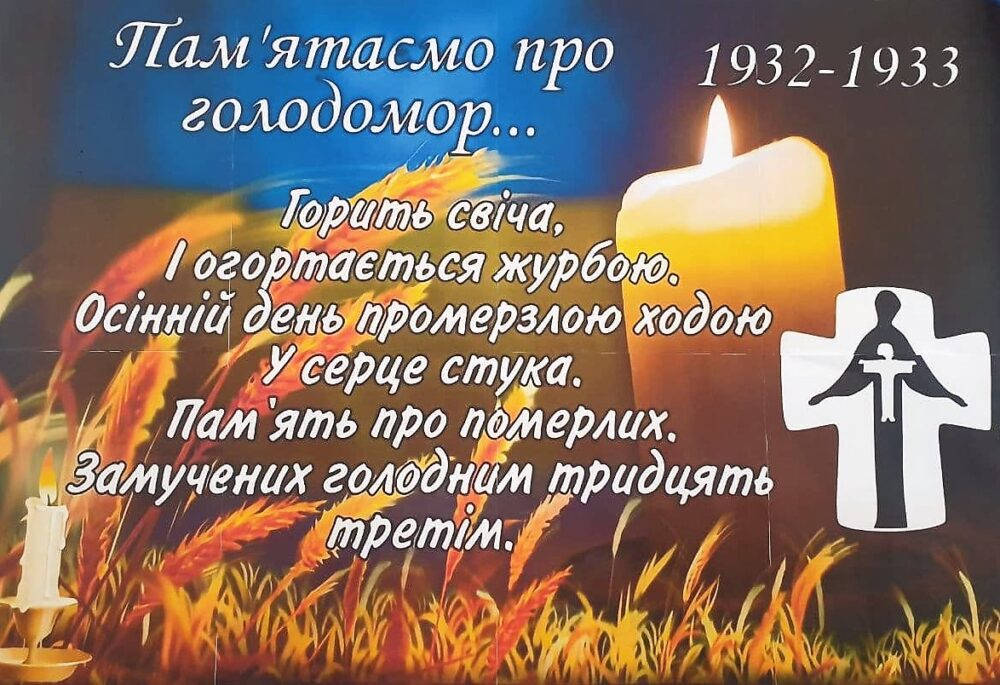 Пам'ятаємо про
голодомор...
1932-1933
Горить свіча,
І огортається журбою.
Осінній день промерзлою ходою
У серце стука.
Пам'ять про померлих.
Замучених голодним тридцять
третім.